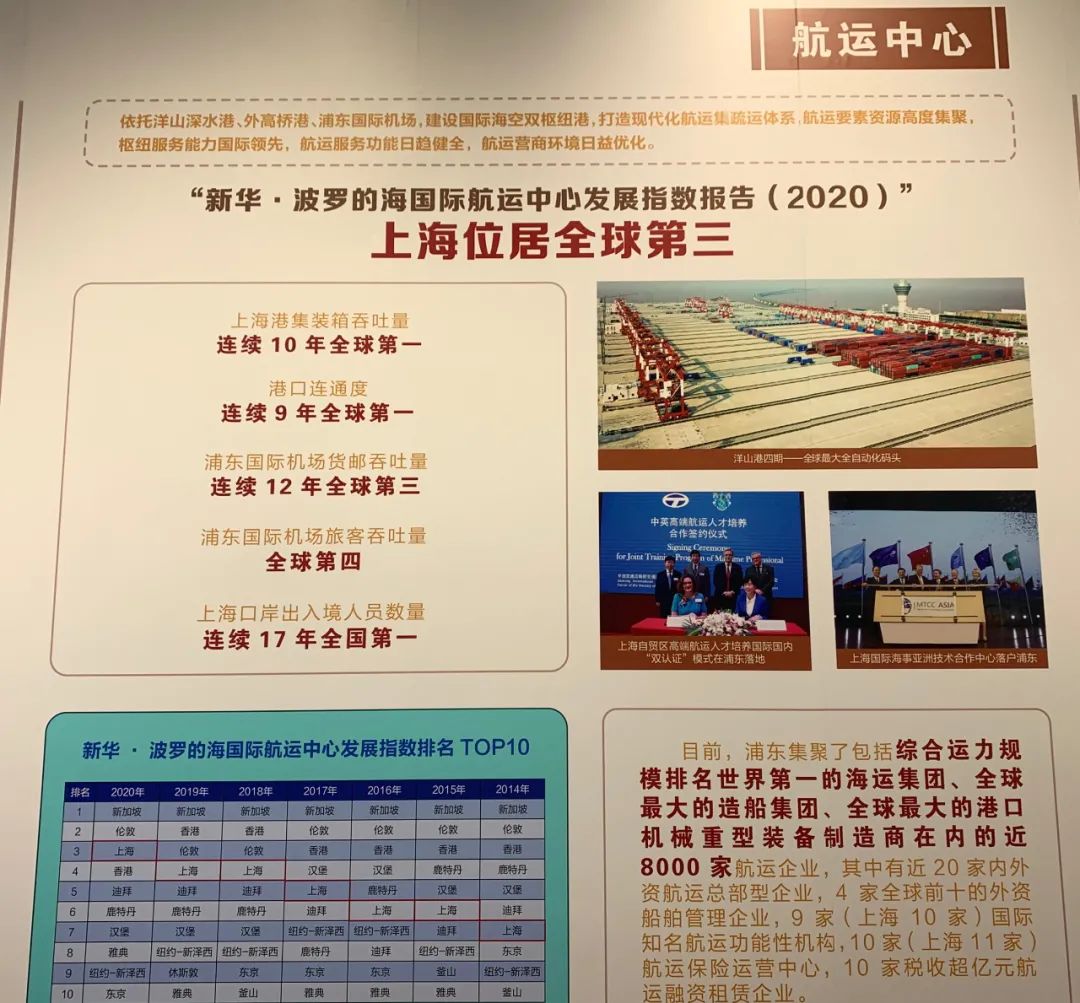 航运中心
依托洋山深水港、外高桥港、浦东国际机场,建设国际海空双枢纽港,打造现代化航运集疏运体系,航运要素资源高度集聚,
枢纽服务能力国际领先，航运服务功能日趋健全，航运营商环境日益优化。
“新华·波罗的海国际航运中心发展指数报告（2020）”
上海位居全球第三
上海港集装箱吞吐量
连续 10 年全球第一
港口连通度
连续 9 年全球第一
浦东国际机场货邮吞吐量
连续 12 年全球第三
浦东国际机场旅客吞吐量
全球第四
上海口岸出入境人员数量
连续 17 年全国第一
洋山港四期——全球最大全自动化码头
中英高端航运人才培养
合作签约仪式
Signing Ceremony
for Joint Training Program of Maritime Professional
上海自贸区高端航运人才培养国际国内
“双认证”模式在浦东落地
MTCC ASIA
上海国际海事亚洲技术合作中心落户浦东
新华 · 波罗的海国际航运中心发展指数排名 TOP10
排名 2020年 2019年 2018年 2017年 2016年 2015年 2014年
1 新加坡 新加坡 新加坡 新加坡 新加坡 新加坡 新加坡
2 伦敦 香港 香港 伦敦 伦敦 伦敦 伦敦
3 上海 伦敦 伦敦 香港 香港 香港 香港
4 香港 上海 上海 汉堡 汉堡 鹿特丹 鹿特丹
5 迪拜 迪拜 迪拜 上海 鹿特丹 汉堡 汉堡
6 鹿特丹 鹿特丹 鹿特丹 迪拜 上海 上海 迪拜
7 汉堡 汉堡 汉堡 纽约-新泽西 纽约-新泽西 迪拜 上海
8 雅典 纽约-新泽西 纽约-新泽西 鹿特丹 迪拜 纽约-新泽西 东京
9 纽约-新泽西 休斯敦 东京 东京 东京 釜山 纽约-新泽西
10 东京 雅典 釜山 雅典 雅典 雅典 釜山
目前，浦东集聚了包括综合运力规
模排名世界第一的海运集团、全球
最大的造船集团、全球最大的港口
机械重型装备制造商在内的近
8000 家航运企业，其中有近 20 家内外
资航运总部型企业，4 家全球前十的外资
船舶管理企业，9 家（上海 10 家）国际
知名航运功能性机构,10 家（上海 11 家）
航运保险运营中心，10 家税收超亿元航
运融资租赁企业。